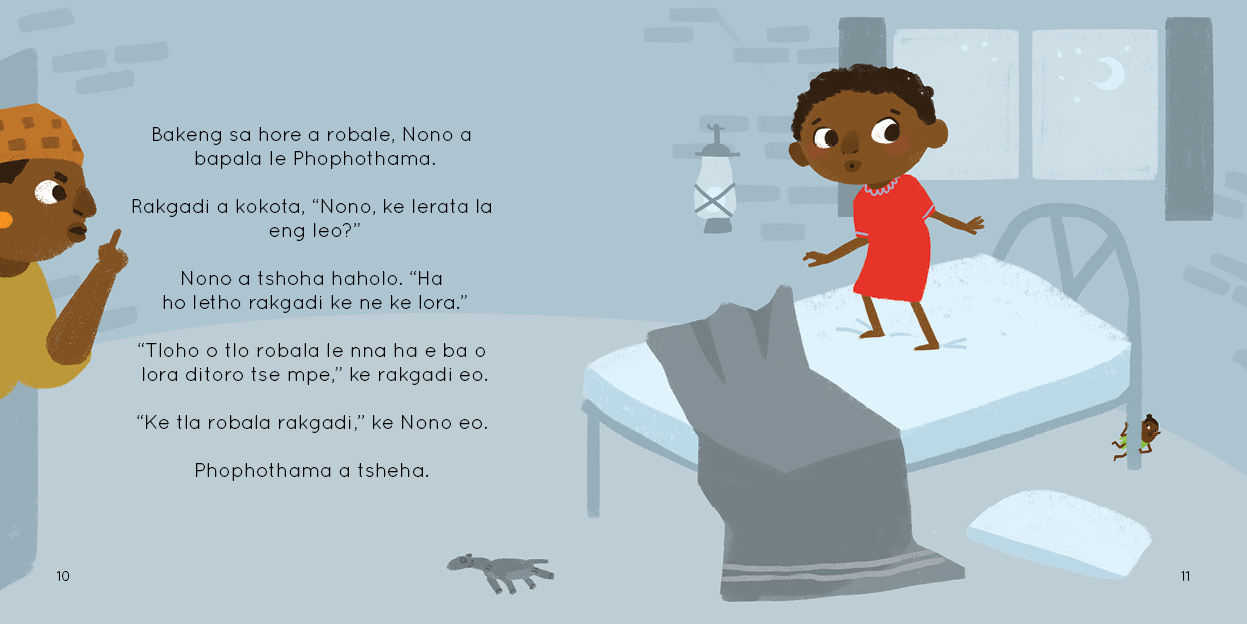 Bakeng sa hore a robale, Nono a
bapala le Phophothama.
Rakgadi a kokota, “Nono, ke lerata la
eng leo?”
Nono a tshoha haholo. “Ha
ho letho rakgadi ke ne ke lora.”
“Tloho o tlo robala le nna ha e ba o
lora ditoro tse mpe,” ke rakgadi eo.
“Ke tla robala rakgadi,” ke Nono eo.
Phophothama a tsheha.
10
11